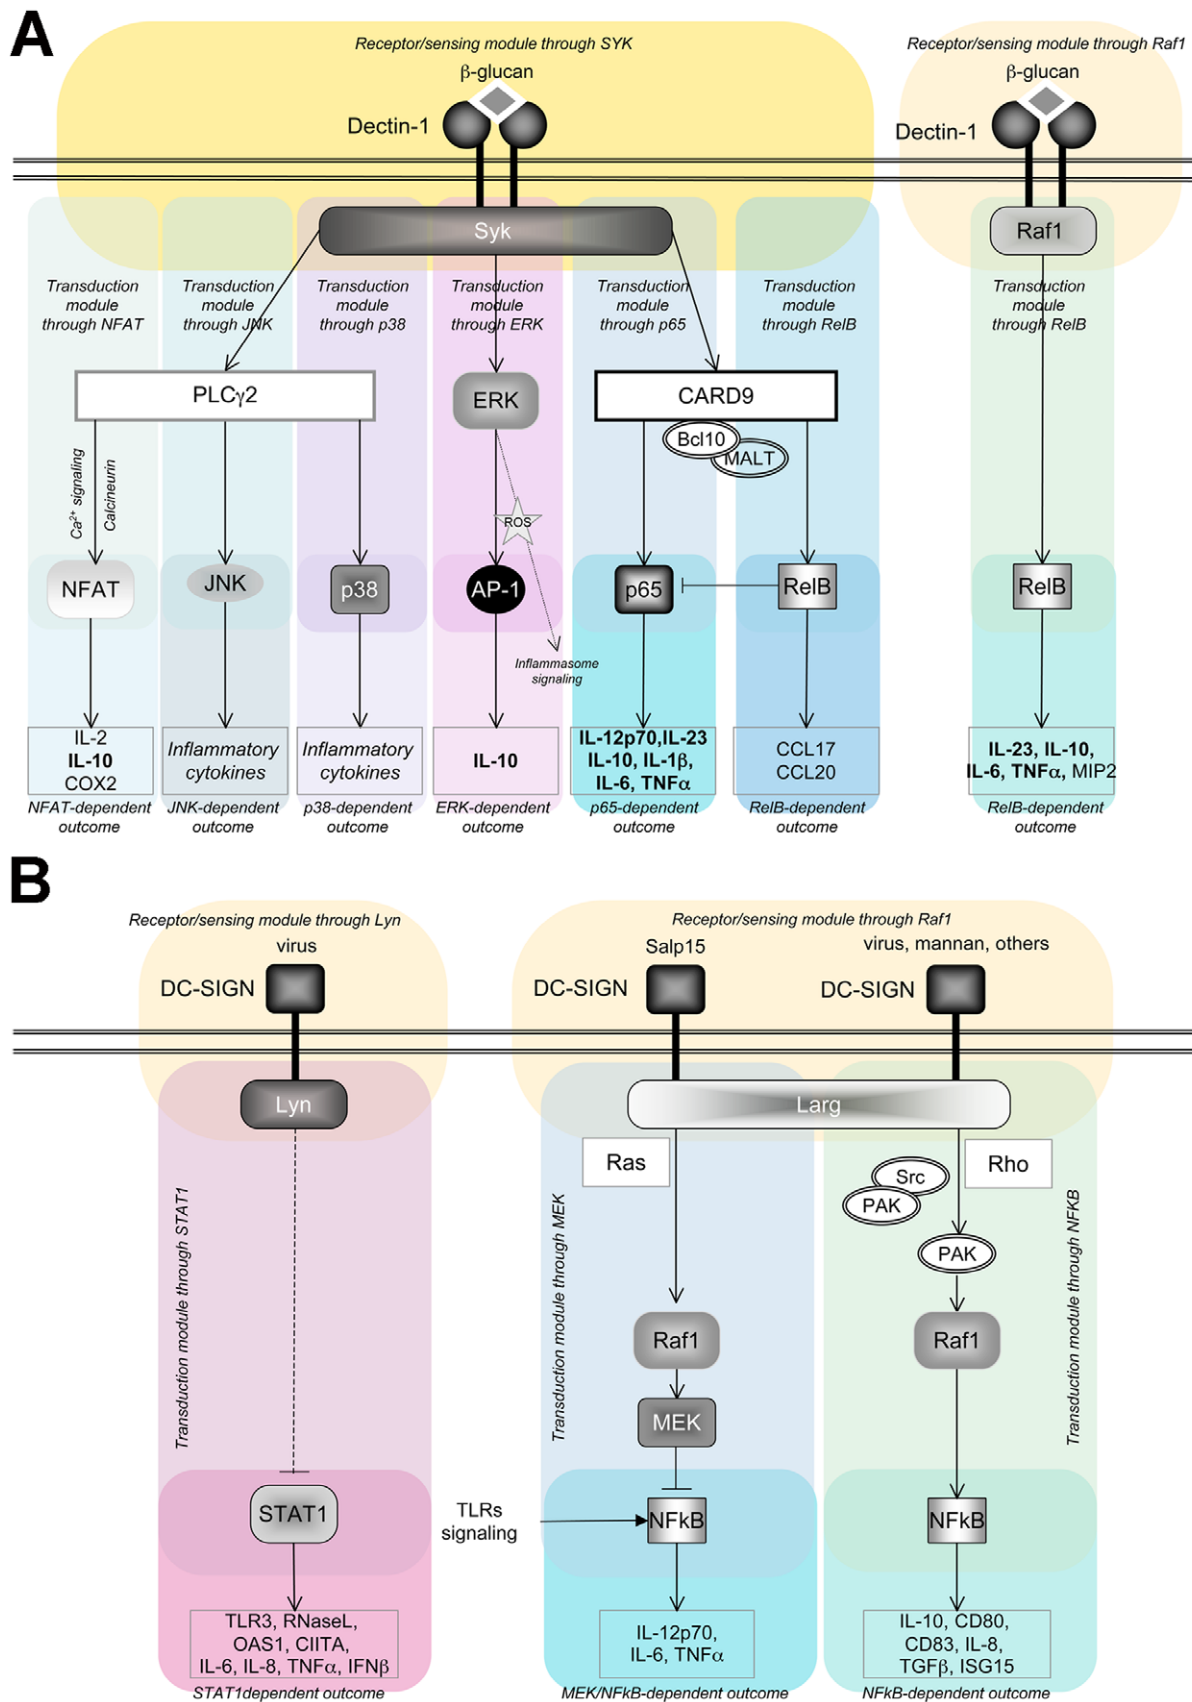 A
Receptor/sensing module through SYK
β-glucan
Dectin-1
Receptor/sensing module through Raf1
β-glucan
Dectin-1
Syk
Raf1
Transduction
module
through NFAT
Transduction
module
through JNK
Transduction
module
through p38
Transduction
module
through ERK
Transduction
module
through p65
Transduction
module
through RelB
Transduction
module
through RelB
PLCγ2
ERK
CARD9
Bcl10
MALT
Ca2+ signaling
Calcineurin
ROS
NFAT
JNK
p38
AP-1
p65
RelB
RelB
Inflammasome
signaling
IL-2
IL-10
COX2
Inflammatory
cytokines
Inflammatory
cytokines
IL-10
IL-12p70,IL-23
IL-10, IL-1β,
IL-6, TNFα
CCL17
CCL20
IL-23, IL-10,
IL-6, TNFα, MIP2
NFAT-dependent
outcome
JNK-dependent
outcome
p38-dependent
outcome
ERK-dependent
outcome
p65-dependent
outcome
RelB-dependent
outcome
RelB-dependent
outcome
B
Receptor/sensing module through Lyn
virus
DC-SIGN
Receptor/sensing module through Raf1
Salp15
DC-SIGN
virus, mannan, others
DC-SIGN
Lyn
Larg
Ras
Rho
Src
PAK
PAK
Transduction module through STAT1
Transduction module through MEK
Transduction module through NFKB
Raf1
Raf1
MEK
STAT1
TLRs
signaling
NFkB
NFkB
TLR3, RNaseL,
OAS1, CIITA,
IL-6, IL-8, TNFα, IFNβ
IL-12p70,
IL-6, TNFα
IL-10, CD80,
CD83, IL-8,
TGFβ, ISG15
STAT1dependent outcome
MEK/NFkB-dependent outcome
NFkB-dependent outcome